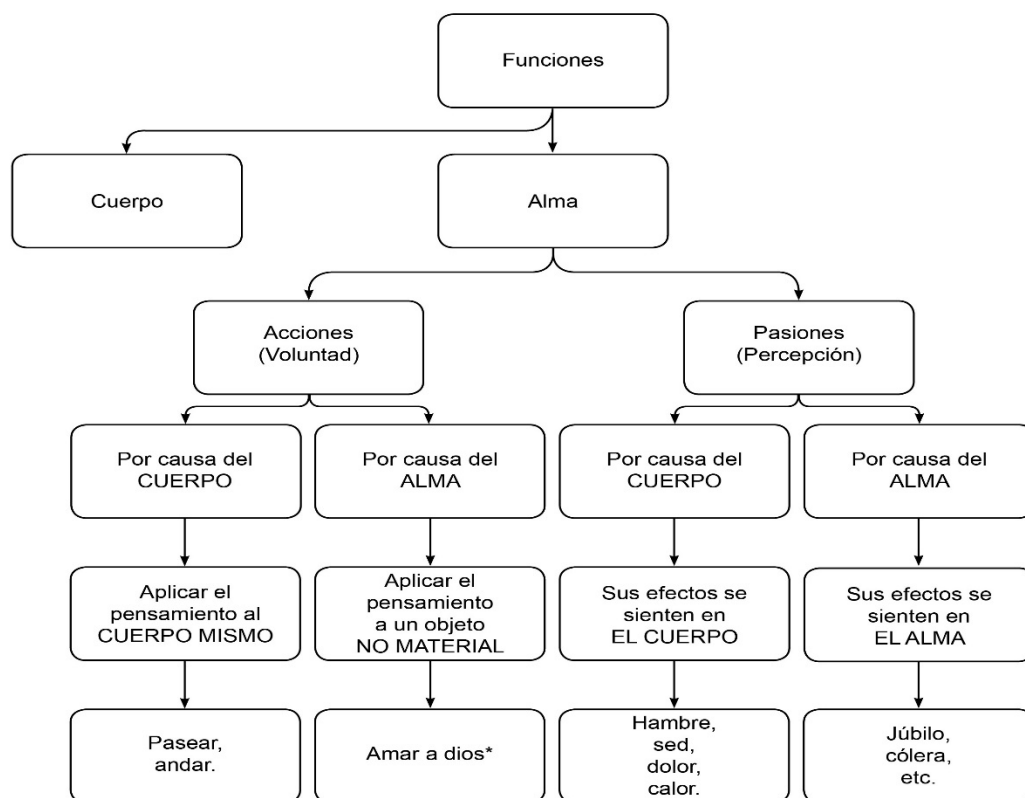 Funciones
Cuerpo
Alma
Acciones
(Voluntad)
Pasiones
(Percepción)
Por causa del
CUERPO
Por causa del
ALMA
Por causa del
CUERPO
Por causa del
ALMA
Aplicar el
pensamiento al
CUERPO MISMO
Aplicar el
pensamiento
a un objeto
NO MATERIAL
Sus efectos se
sienten en
EL CUERPO
Sus efectos se
sienten en
EL ALMA
Pasear,
andar.
Amar a dios*
Hambre,
sed,
dolor,
calor.
Júbilo,
cólera,
etc.